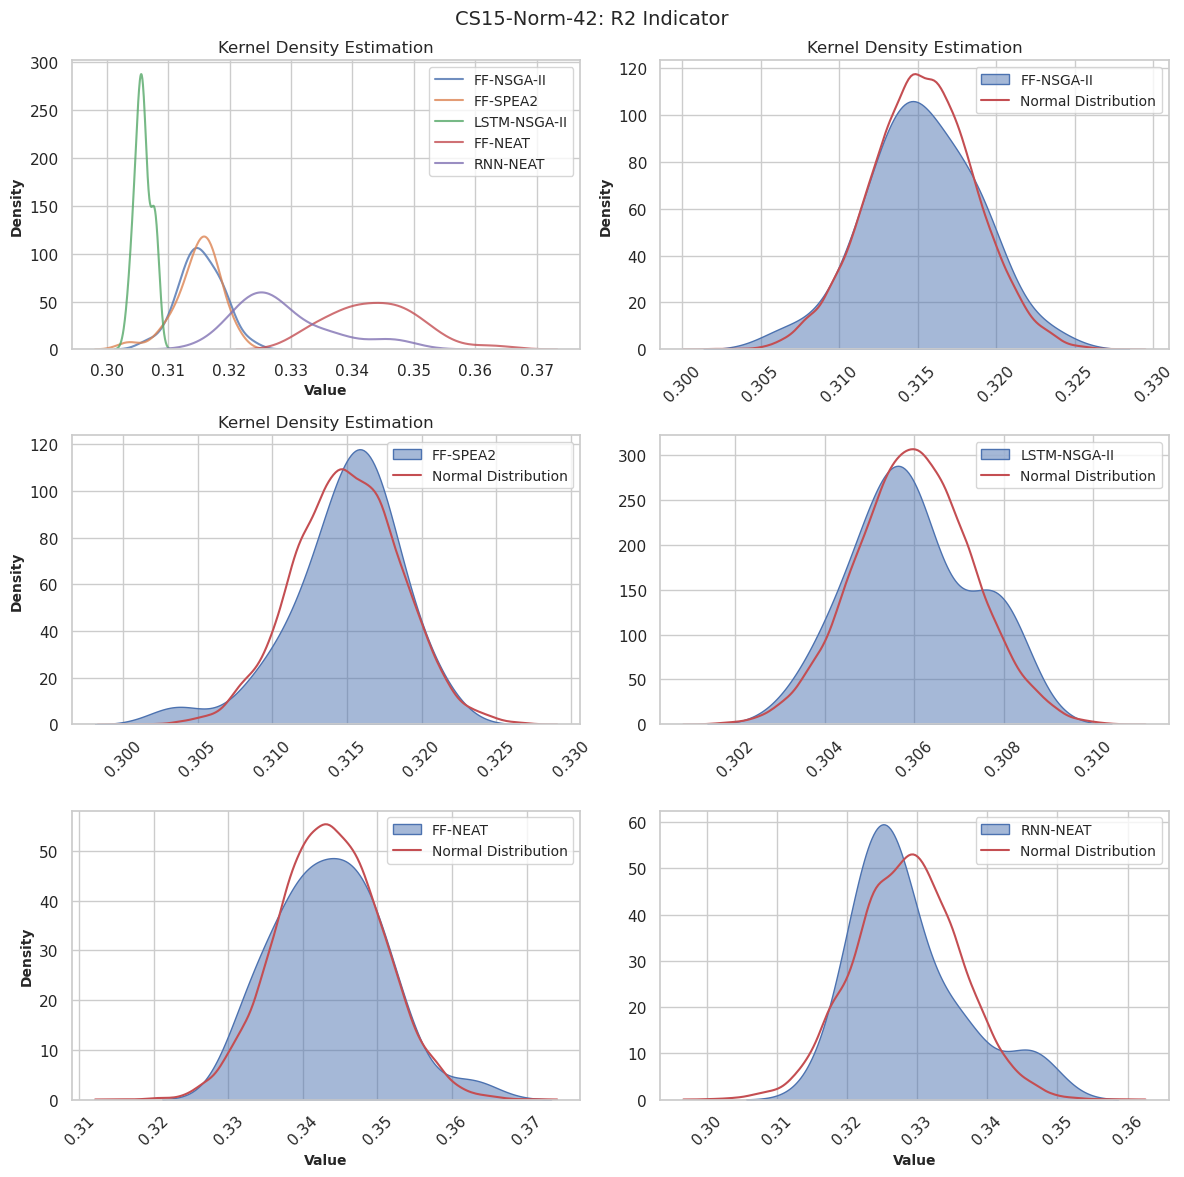 CS15-Norm-42: R2 Indicator
Kernel Density Estimation
300
250
200
150
100
50
0
Density
FF-NSGA-II
FF-SPEA2
LSTM-NSGA-II
FF-NEAT
RNN-NEAT
0.30 0.31 0.32 0.33 0.34 0.35 0.36 0.37
Value
Kernel Density Estimation
120
100
80
60
40
20
0
Density
FF-NSGA-II
Normal Distribution
0.300 0.305 0.310 0.315 0.320 0.325 0.330
Kernel Density Estimation
120
100
80
60
40
20
0
Density
FF-SPEA2
Normal Distribution
0.300 0.305 0.310 0.315 0.320 0.325 0.330
300
250
200
150
100
50
0
LSTM-NSGA-II
Normal Distribution
0.302 0.304 0.306 0.308 0.310
50
40
30
20
10
0
Density
FF-NEAT
Normal Distribution
0.31 0.32 0.33 0.34 0.35 0.36 0.37
Value
60
50
40
30
20
10
0
RNN-NEAT
Normal Distribution
0.30 0.31 0.32 0.33 0.34 0.35 0.36
Value